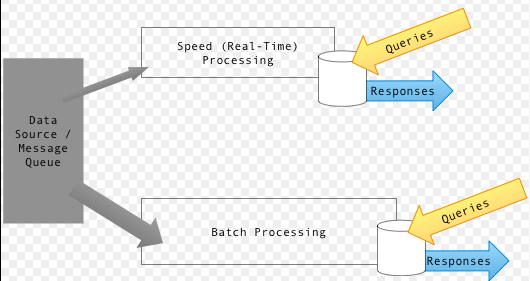 Speed (Real-Time)
Processing
Queries
Responses
Data
Source /
Message
Queue
Batch Processing
Queries
Responses